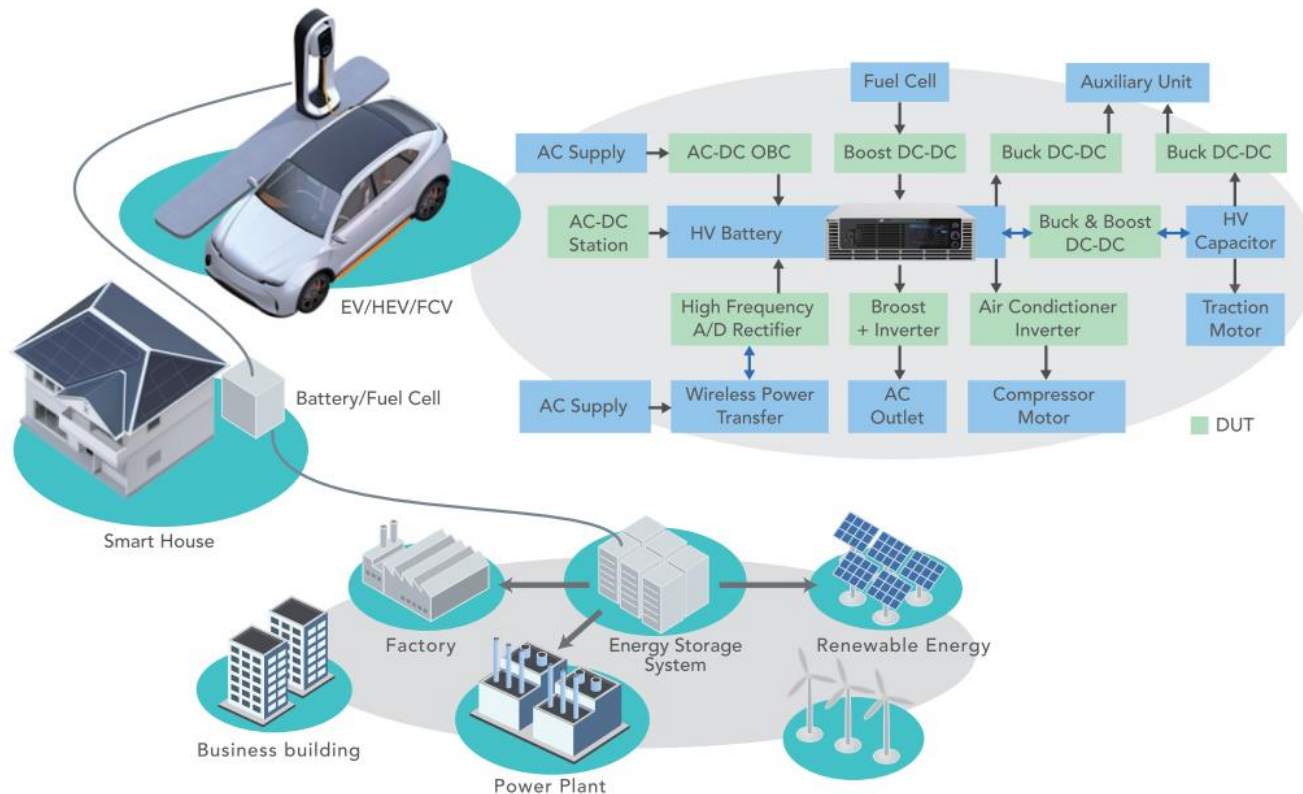 Fuel Cell
Auxiliary Unit
AC Supply
AC-DC OBC
Boost DC-DC
Buck DC-DC
Buck DC-DC
AC-DC
Station
HV Battery
Buck & Boost
DC-DC
HV
Capacitor
EV/HEV/FCV
High Frequency
A/D Rectifier
Broost
+ Inverter
Air Condictioner
Inverter
Traction
Motor
Battery/Fuel Cell
AC Supply
Wireless Power
Transfer
AC
Outlet
Compressor
Motor
DUT
Smart House
Factory
Energy Storage
System
Renewable Energy
Business building
Power Plant